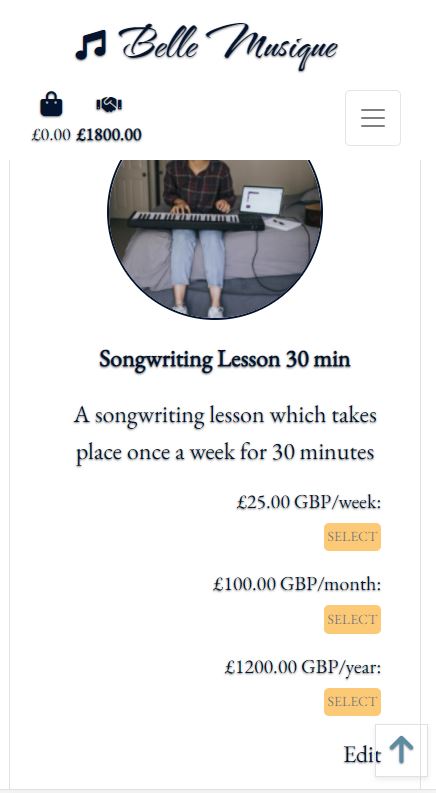 Belle Musique
£0.00 £1800.00
Songwriting Lesson 30 min
A songwriting lesson which takes
place once a week for 30 minutes
£25.00 GBP/week:
SELECT
£100.00 GBP/month:
SELECT
£1200.00 GBP/year:
SELECT
Edit